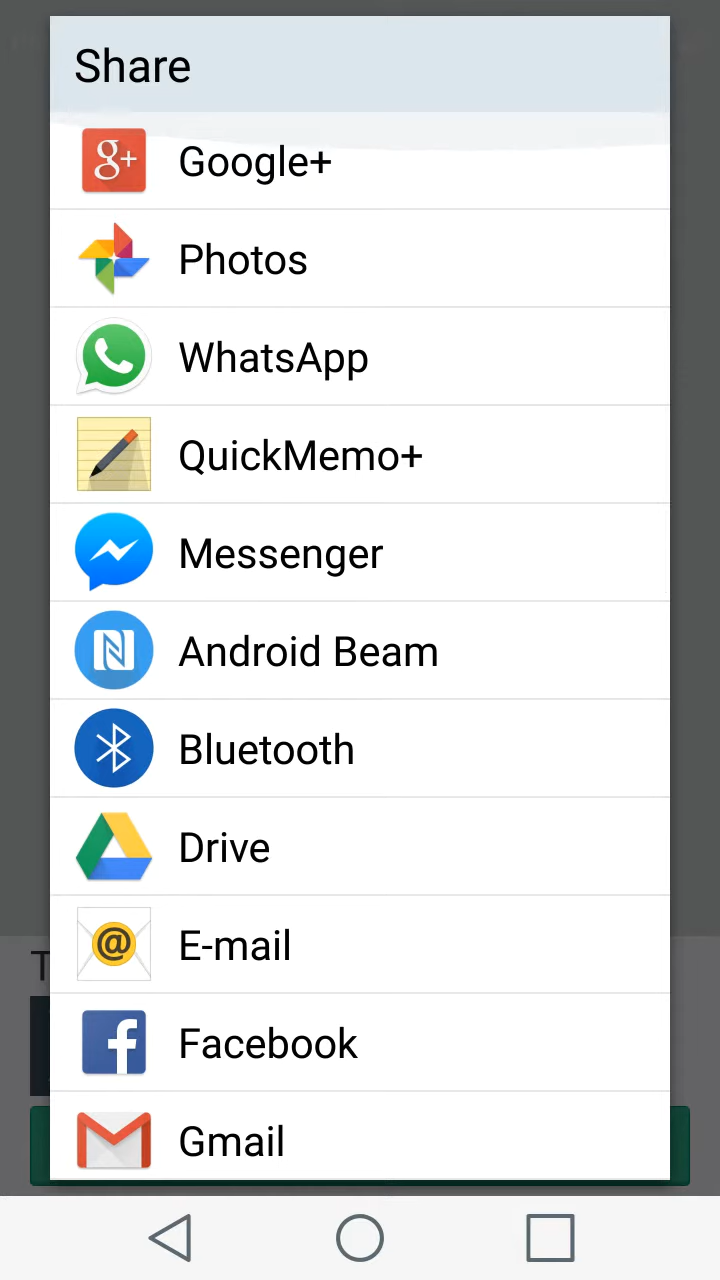 Share
g+ Google+
Photos
WhatsApp
QuickMemo+
Messenger
Android Beam
Bluetooth
Drive
@ E-mail
f Facebook
Gmail